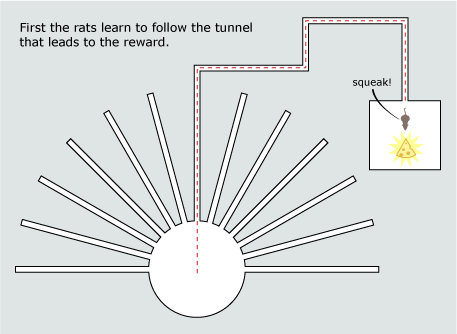 First the rats learn to follow the tunnel
that leads to the reward.
squeak!